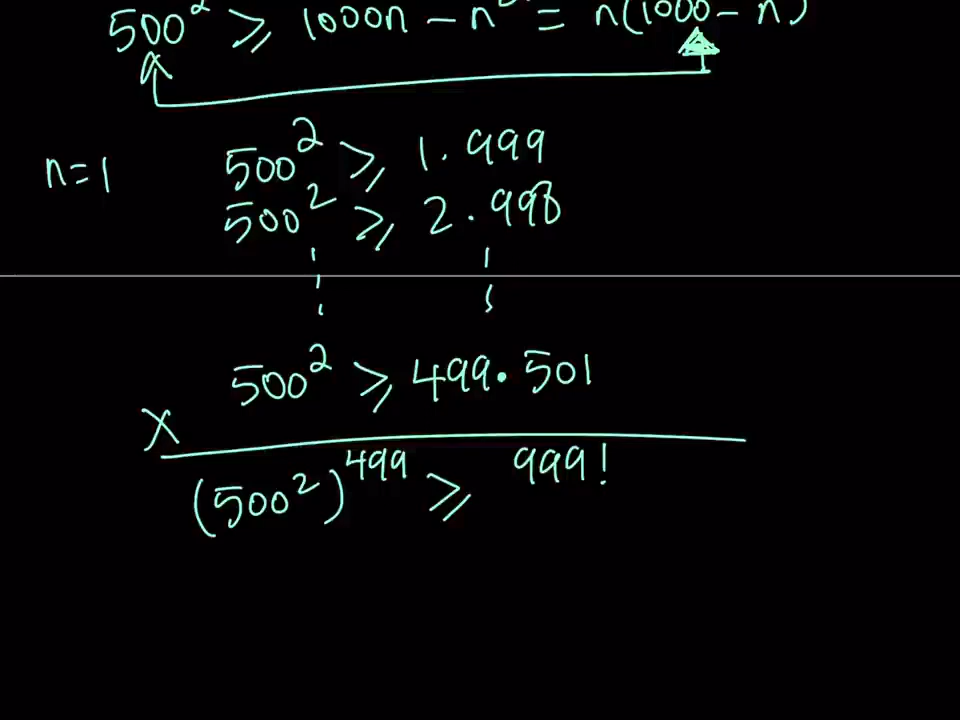 500² ⩾ 1000n − n² = n(1000 − n)
n=1 500² ⩾ 1 · 999
500² ⩾ 2 · 998
500² ⩾ 499 · 501
X
(500²)⁴⁹⁹ ⩾ 999!